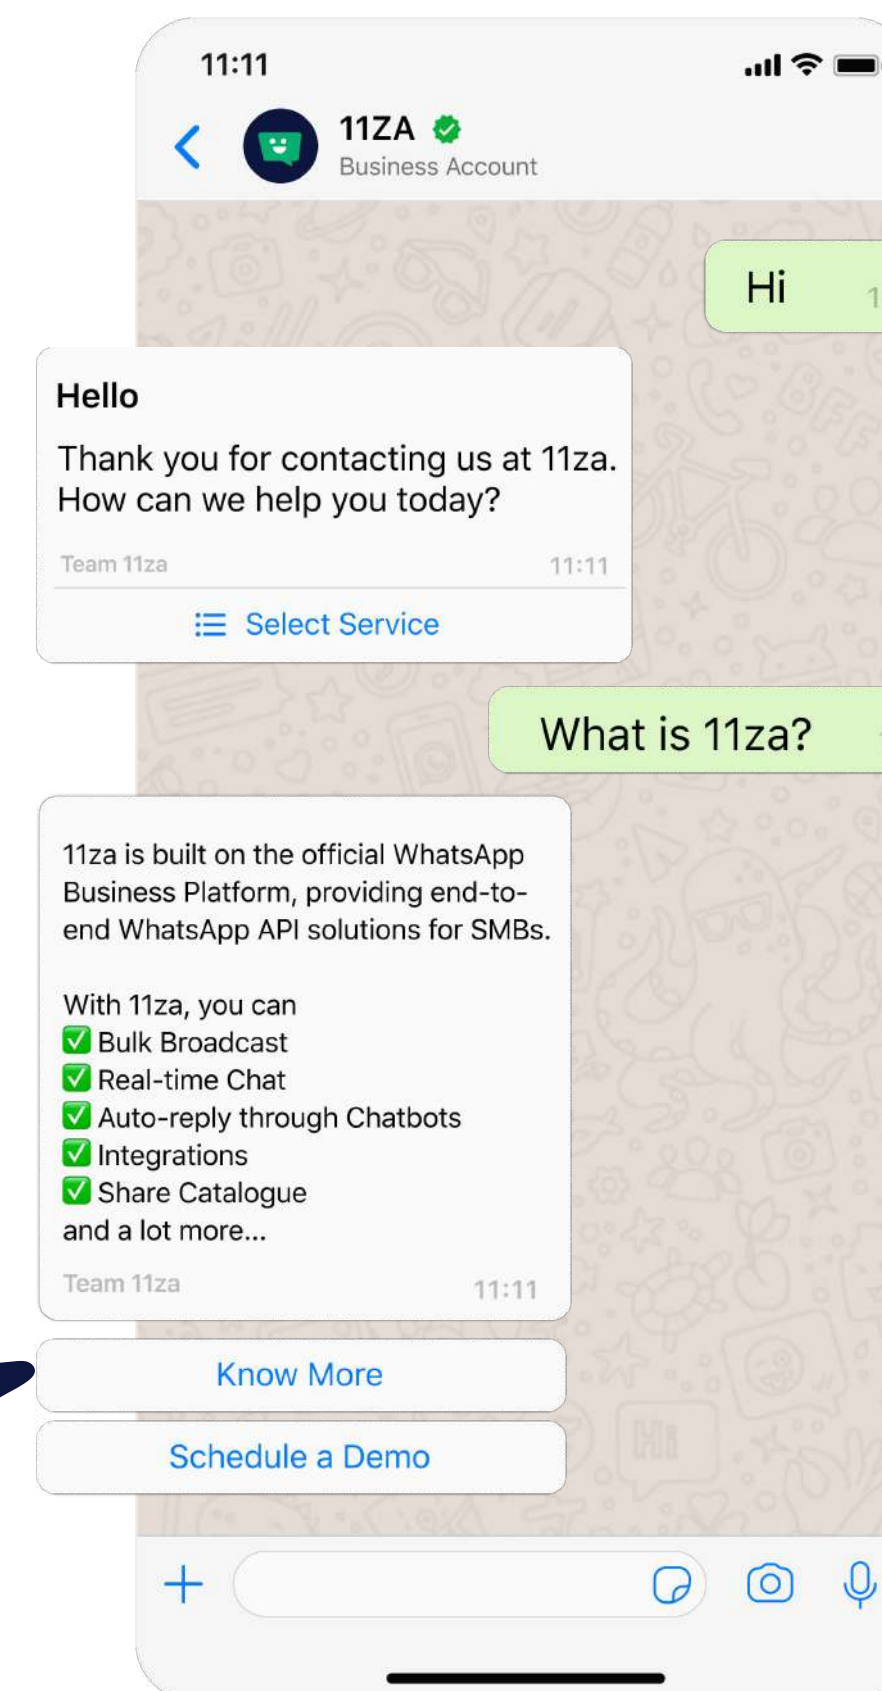 11:11
11ZA
Business Account
Hi
Hello
Thank you for contacting us at 11za.
How can we help you today?
Team 11za 11:11
Select Service
What is 11za?
11za is built on the official WhatsApp
Business Platform, providing end-to-
end WhatsApp API solutions for SMBs.
With 11za, you can
✅ Bulk Broadcast
✅ Real-time Chat
✅ Auto-reply through Chatbots
✅ Integrations
✅ Share Catalogue
and a lot more...
Team 11za 11:11
Know More
Schedule a Demo